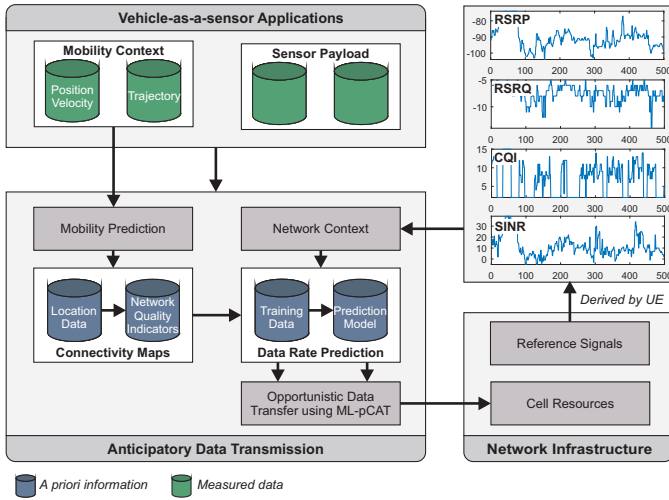 Vehicle-as-a-sensor Applications
Mobility Context
Position
Velocity
Trajectory
Sensor Payload
RSRP
-80
-90
-100
0 100 200 300 400 500
RSRQ
-5
-10
0 100 200 300 400 500
CQI
10
5
0 100 200 300 400 500
SINR
30
20
10
0
0 100 200 300 400 500
Derived by UE
Mobility Prediction
Network Context
Location
Data
Network
Quality
Indicators
Connectivity Maps
Training
Data
Prediction
Model
Data Rate Prediction
Opportunistic Data
Transfer using ML-pCAT
Anticipatory Data Transmission
Reference Signals
Cell Resources
Network Infrastructure
A priori information
Measured data